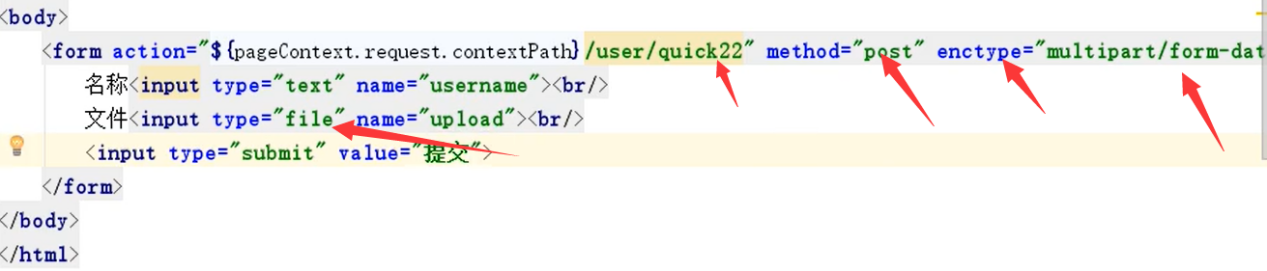 <body>
<form action="${pageContext.request.contextPath}/user/quick22" method="post" enctype="multipart/form-dat
名称<input type="text" name="username"><br/>
文件<input type="file" name="upload"><br/>
<input type="submit" value="提交">
</form>
</body>
</html>